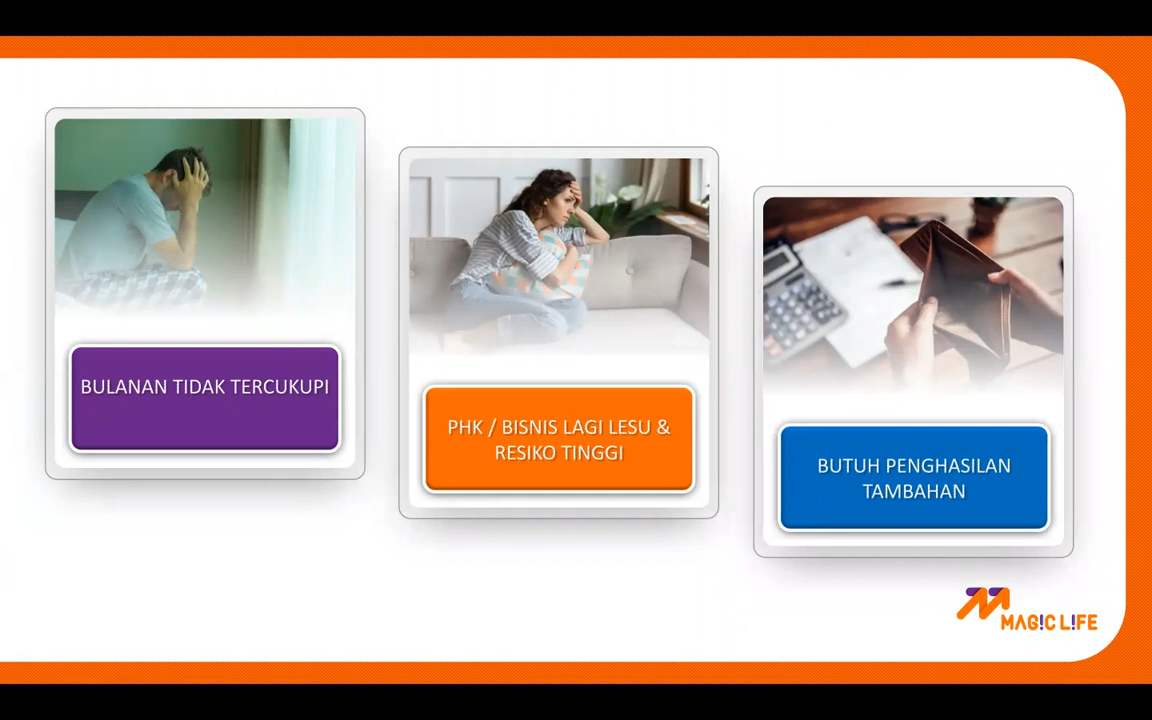 BULANAN TIDAK TERCUKUPI
PHK / BISNIS LAGI LESU &
RESIKO TINGGI
BUTUH PENGHASILAN
TAMBAHAN
MAG!C L!FE